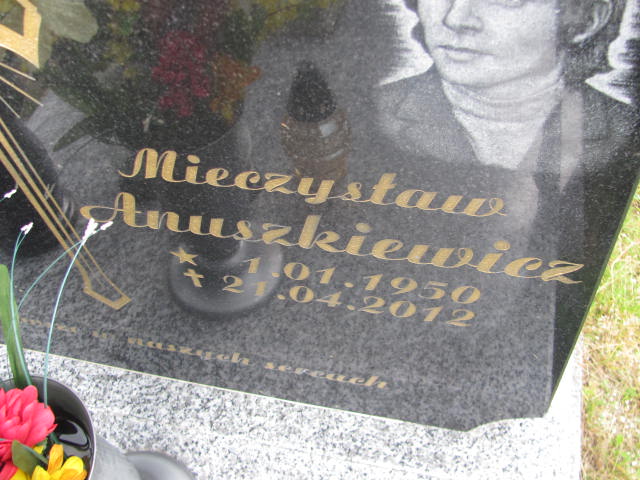 Mieczysław
Anuszkiewicz
★ 1.01.1950
✝ 21.04.2012
w naszych sercach